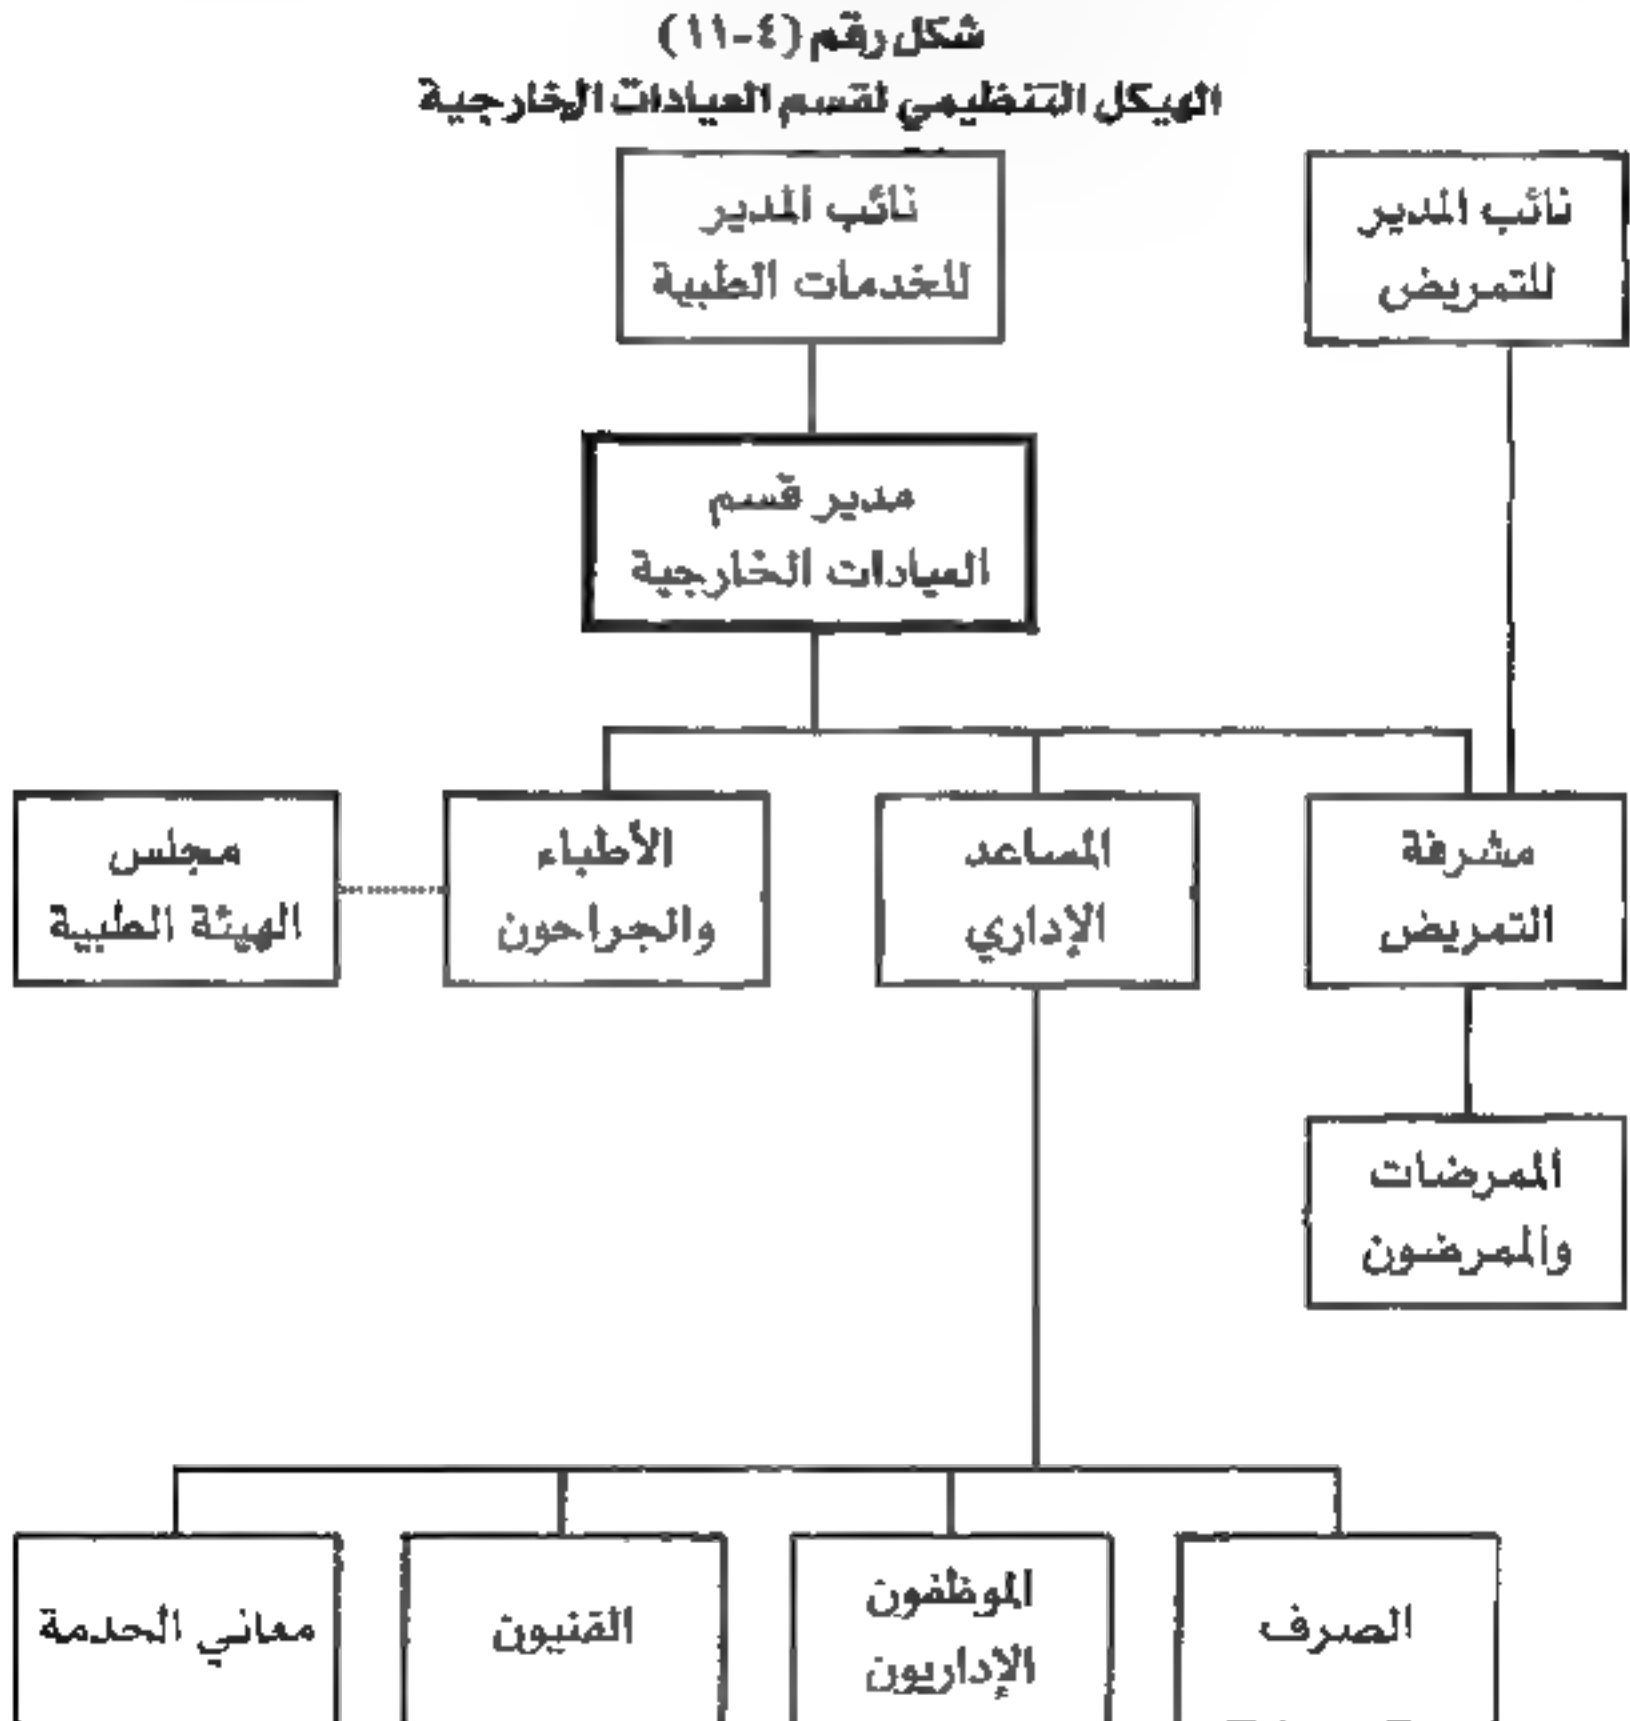 شكل رقم (٤-١١)
الهيكل التنظيمي لقسم العيادات الخارجية
نائب المدير
للتمريض
نائب المدير
للخدمات الطبية
مدير قسم
العيادات الخارجية
مشرفة
التمريض
المساعد
الإداري
الأطباء
والجراحون
مجلس
الهيئة الطبية
الممرضات
والممرضون
الصرف
الموظفون
الإداريون
الفنيون
معاني الحدمة